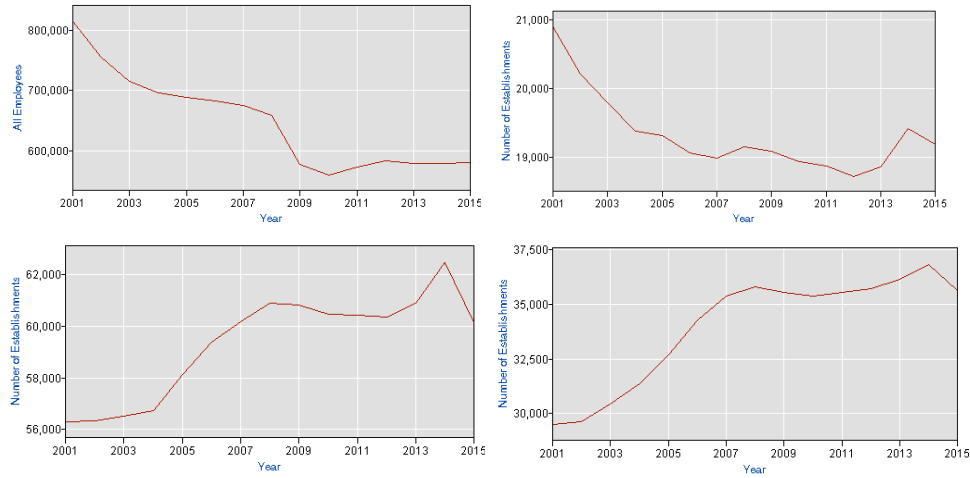 800,000
700,000
600,000
All Employees
2001 2003 2005 2007 2009 2011 2013 2015
Year
21,000
20,000
19,000
Number of Establishments
2001 2003 2005 2007 2009 2011 2013 2015
Year
62,000
60,000
58,000
56,000
Number of Establishments
2001 2003 2005 2007 2009 2011 2013 2015
Year
37,500
35,000
32,500
30,000
Number of Establishments
2001 2003 2005 2007 2009 2011 2013 2015
Year